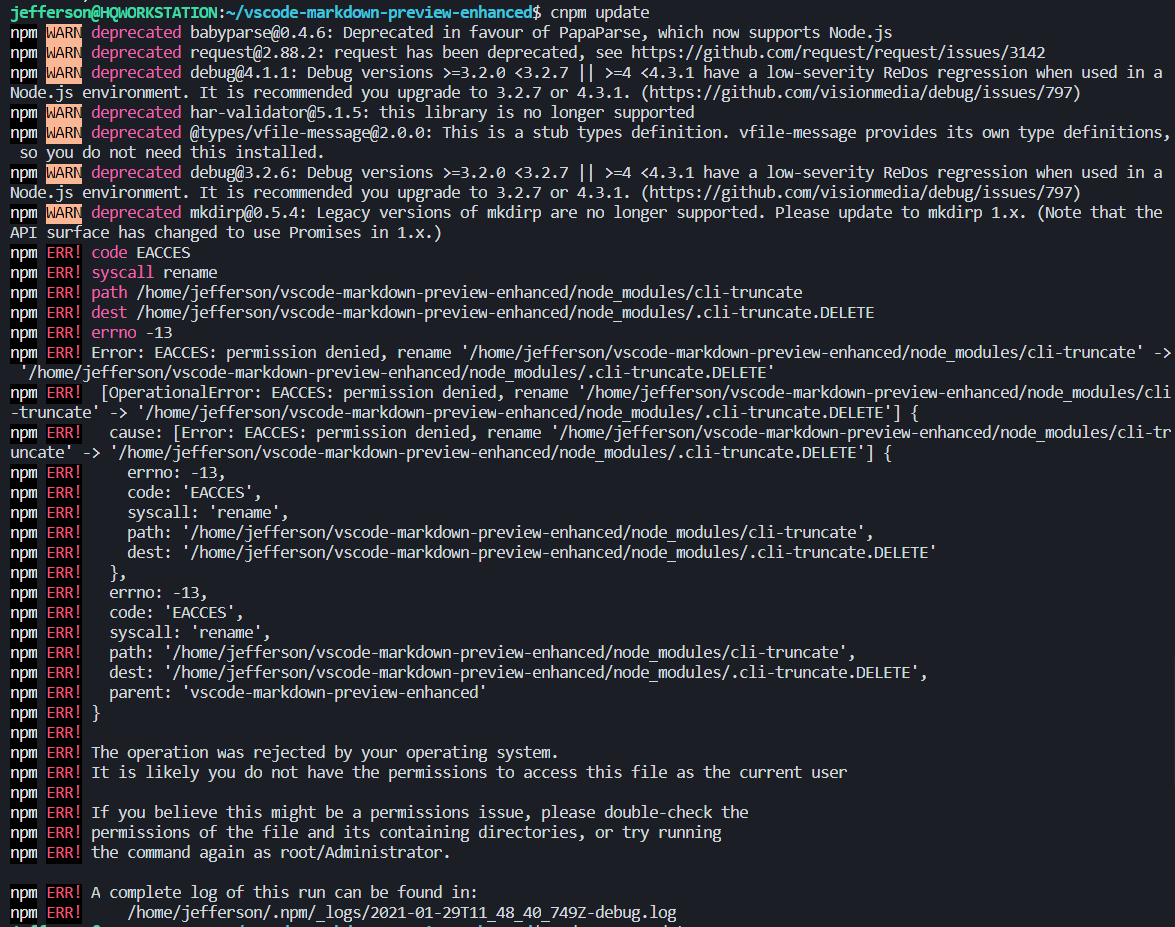 jefferson@HQWORKSTATION:~/vscode-markdown-preview-enhanced$ cnpm update
npm WARN deprecated babyparse@0.4.6: Deprecated in favour of PapaParse, which now supports Node.js
npm WARN deprecated request@2.88.2: request has been deprecated, see https://github.com/request/request/issues/3142
npm WARN deprecated debug@4.1.1: Debug versions >=3.2.0 <3.2.7 || >=4 <4.3.1 have a low-severity ReDos regression when used in a
Node.js environment. It is recommended you upgrade to 3.2.7 or 4.3.1. (https://github.com/visionmedia/debug/issues/797)
npm WARN deprecated har-validator@5.1.5: this library is no longer supported
npm WARN deprecated @types/vfile-message@2.0.0: This is a stub types definition. vfile-message provides its own type definitions,
 so you do not need this installed.
npm WARN deprecated debug@3.2.6: Debug versions >=3.2.0 <3.2.7 || >=4 <4.3.1 have a low-severity ReDos regression when used in a
Node.js environment. It is recommended you upgrade to 3.2.7 or 4.3.1. (https://github.com/visionmedia/debug/issues/797)
npm WARN deprecated mkdirp@0.5.4: Legacy versions of mkdirp are no longer supported. Please update to mkdirp 1.x. (Note that the
API surface has changed to use Promises in 1.x.)
npm ERR! code EACCES
npm ERR! syscall rename
npm ERR! path /home/jefferson/vscode-markdown-preview-enhanced/node_modules/cli-truncate
npm ERR! dest /home/jefferson/vscode-markdown-preview-enhanced/node_modules/.cli-truncate.DELETE
npm ERR! errno -13
npm ERR! Error: EACCES: permission denied, rename '/home/jefferson/vscode-markdown-preview-enhanced/node_modules/cli-truncate' ->
 '/home/jefferson/vscode-markdown-preview-enhanced/node_modules/.cli-truncate.DELETE'
npm ERR!  [OperationalError: EACCES: permission denied, rename '/home/jefferson/vscode-markdown-preview-enhanced/node_modules/cli
-truncate' -> '/home/jefferson/vscode-markdown-preview-enhanced/node_modules/.cli-truncate.DELETE'] {
npm ERR!   cause: [Error: EACCES: permission denied, rename '/home/jefferson/vscode-markdown-preview-enhanced/node_modules/cli-tr
uncate' -> '/home/jefferson/vscode-markdown-preview-enhanced/node_modules/.cli-truncate.DELETE'] {
npm ERR!     errno: -13,
npm ERR!     code: 'EACCES',
npm ERR!     syscall: 'rename',
npm ERR!     path: '/home/jefferson/vscode-markdown-preview-enhanced/node_modules/cli-truncate',
npm ERR!     dest: '/home/jefferson/vscode-markdown-preview-enhanced/node_modules/.cli-truncate.DELETE'
npm ERR!   },
npm ERR!   errno: -13,
npm ERR!   code: 'EACCES',
npm ERR!   syscall: 'rename',
npm ERR!   path: '/home/jefferson/vscode-markdown-preview-enhanced/node_modules/cli-truncate',
npm ERR!   dest: '/home/jefferson/vscode-markdown-preview-enhanced/node_modules/.cli-truncate.DELETE',
npm ERR!   parent: 'vscode-markdown-preview-enhanced'
npm ERR! }
npm ERR!
npm ERR! The operation was rejected by your operating system.
npm ERR! It is likely you do not have the permissions to access this file as the current user
npm ERR!
npm ERR! If you believe this might be a permissions issue, please double-check the
npm ERR! permissions of the file and its containing directories, or try running
npm ERR! the command again as root/Administrator.

npm ERR! A complete log of this run can be found in:
npm ERR!     /home/jefferson/.npm/_logs/2021-01-29T11_48_40_749Z-debug.log